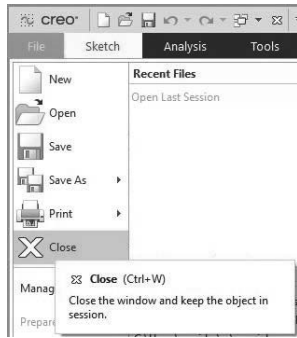 creo
File Sketch Analysis Tools
New
Recent Files
Open Last Session
Open
Save
Save As
Print
Close
Close (Ctrl+W)
Manag
Close the window and keep the object in
session.
Prepar